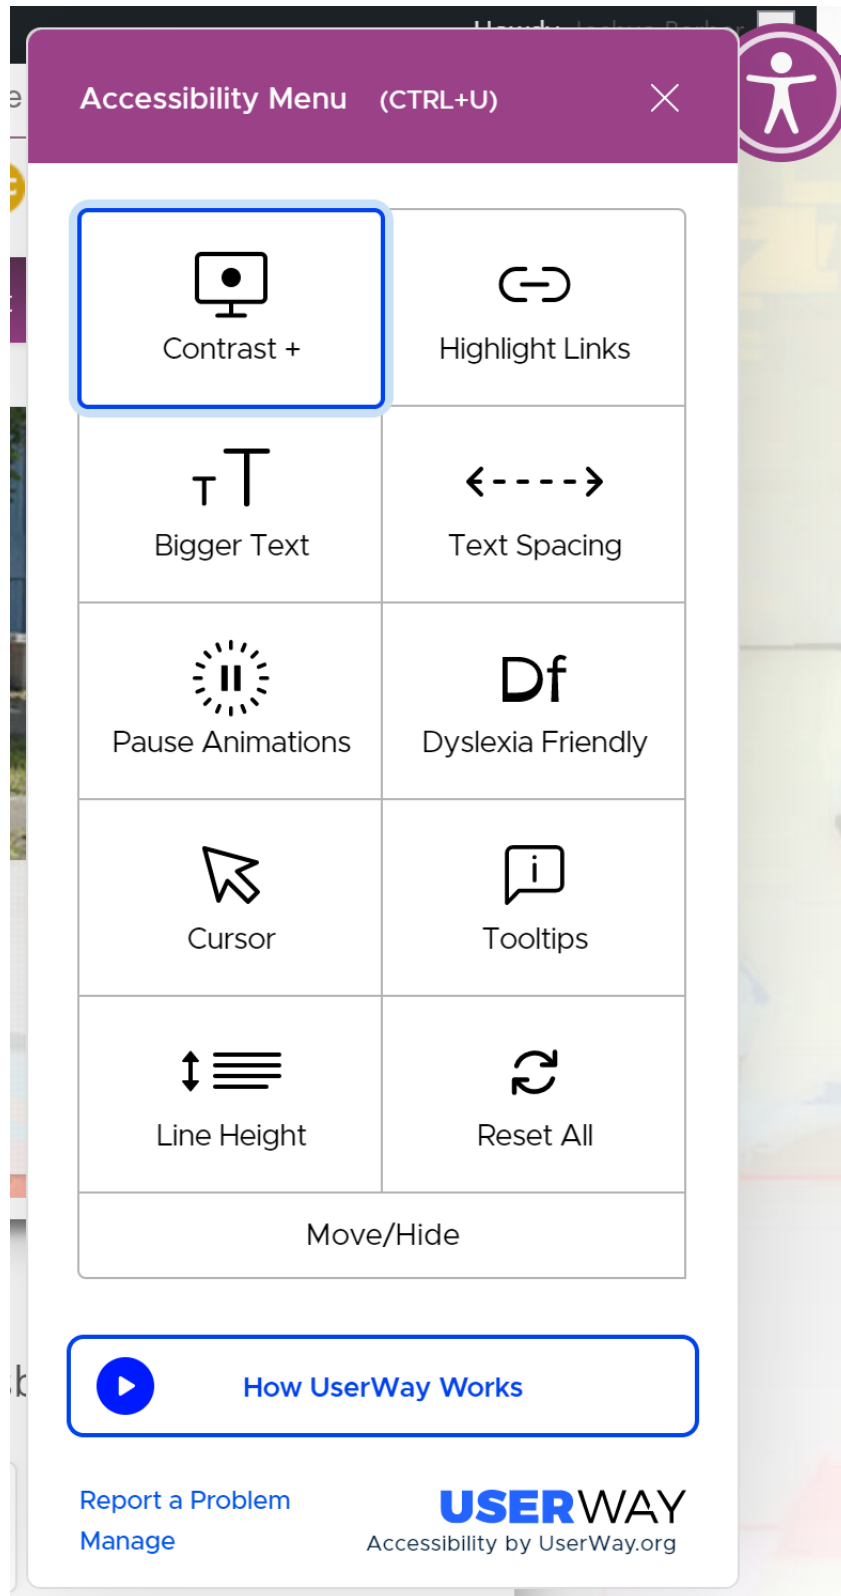 Accessibility Menu (CTRL+U)
Contrast +
Highlight Links
TT
Bigger Text
Text Spacing
Pause Animations
Df
Dyslexia Friendly
Cursor
i
Tooltips
Line Height
Reset All
Move/Hide
How UserWay Works
Report a Problem
Manage
USERWAY
Accessibility by UserWay.org